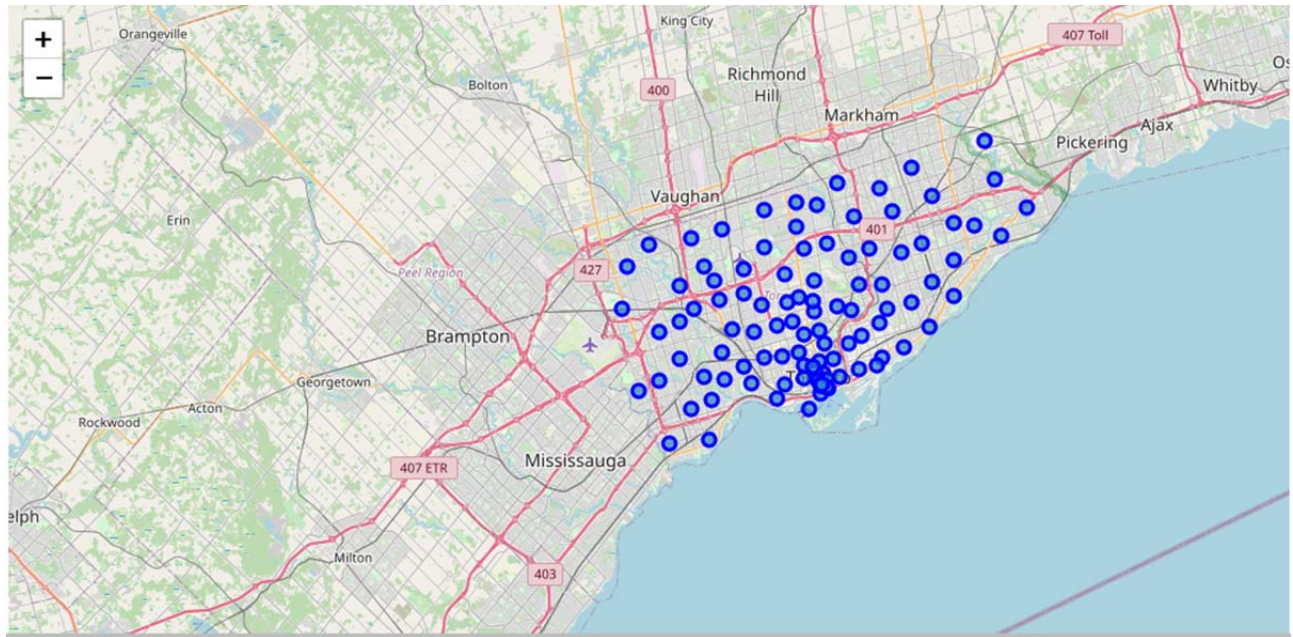 King City
Orangeville
+
407 Toll
−
Richmond
Hill
Bolton
400
Whitby
Markham
Ajax
Pickering
Vaughan
Erin
401
Peel Region
427
Brampton
Georgetown
Acton
Rockwood
Mississauga
407 ETR
elph
Milton
403